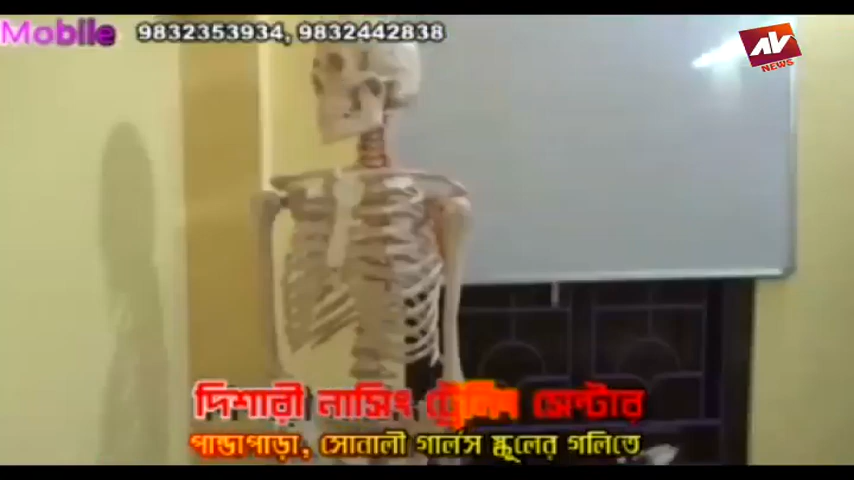 Mobile 9832353934, 9832442838
AV
NEWS
দিশারী নাসিং ট্রেনিং সেন্টার
পান্ডাপাড়া, সোনালী গার্লস স্কুলের গলিতে